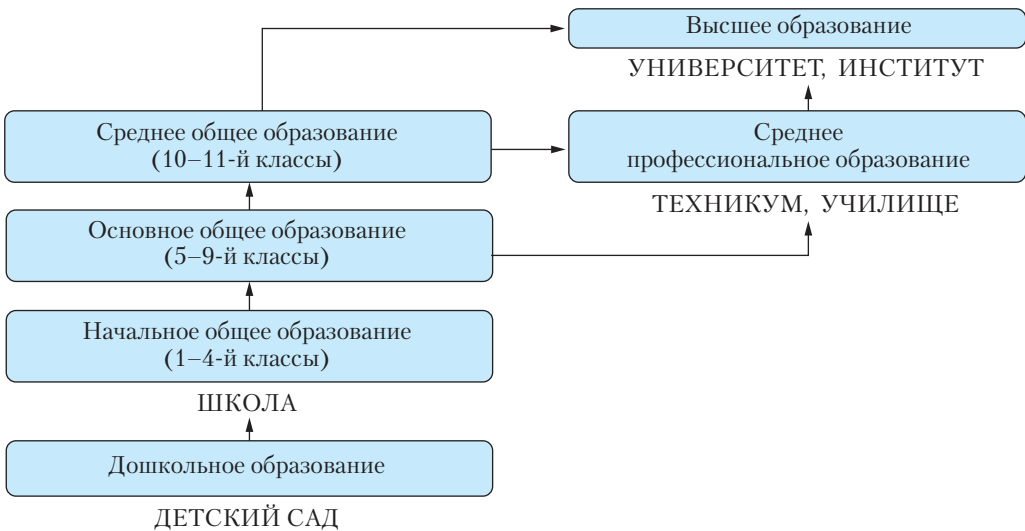 Высшее образование
УНИВЕРСИТЕТ, ИНСТИТУТ
Среднее общее образование
(10–11-й классы)
Среднее
профессиональное образование
ТЕХНИКУМ, УЧИЛИЩЕ
Основное общее образование
(5–9-й классы)
Начальное общее образование
(1–4-й классы)
ШКОЛА
Дошкольное образование
ДЕТСКИЙ САД